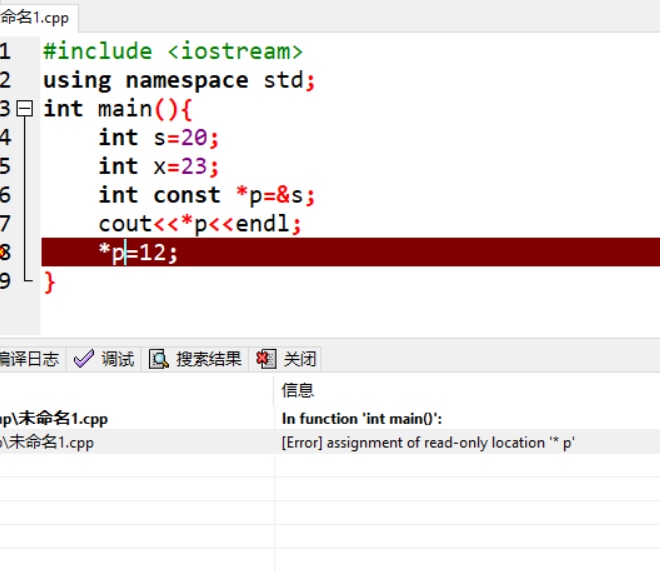 命名1.cpp
1 #include <iostream>
2 using namespace std;
3 int main(){
4 int s=20;
5 int x=23;
6 int const *p=&s;
7 cout<<*p<<endl;
8 *p=12;
9 }
编译日志 调试 搜索结果 关闭
信息
np\未命名1.cpp In function 'int main()':
\未命名1.cpp [Error] assignment of read-only location '* p'